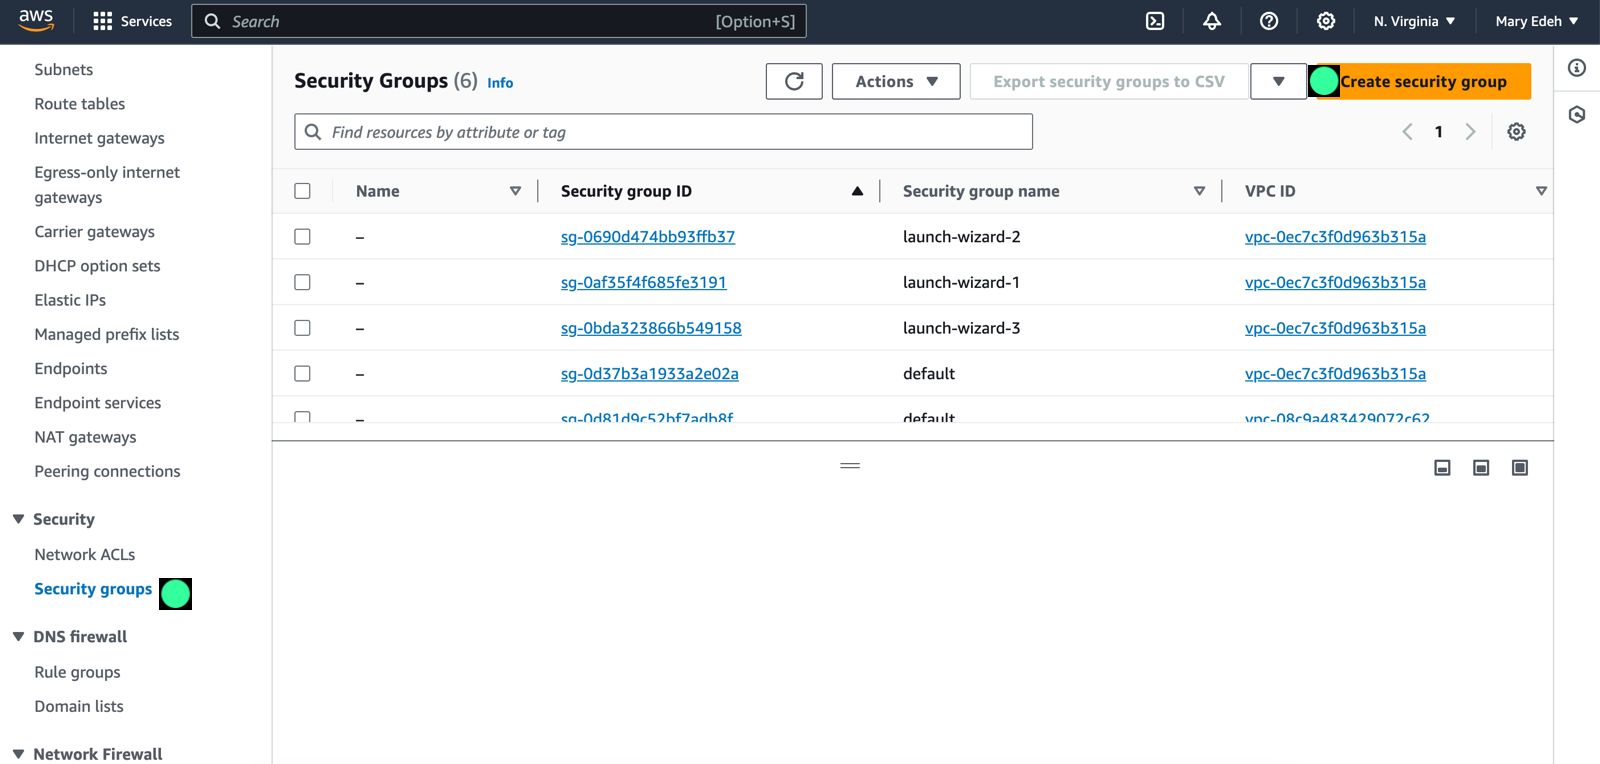 aws
Services
Search
[Option+S]
N. Virginia
Mary Edeh
Subnets
Route tables
Internet gateways
Egress-only internet
gateways
Carrier gateways
DHCP option sets
Elastic IPs
Managed prefix lists
Endpoints
Endpoint services
NAT gateways
Peering connections
Security
Network ACLs
Security groups
DNS firewall
Rule groups
Domain lists
Network Firewall
Security Groups (6) Info
Actions
Export security groups to CSV
Create security group
Find resources by attribute or tag
1
Name Security group ID Security group name VPC ID
– sg-0690d474bb93ffb37 launch-wizard-2 vpc-0ec7c3f0d963b315a
– sg-0af35f4f685fe3191 launch-wizard-1 vpc-0ec7c3f0d963b315a
– sg-0bda323866b549158 launch-wizard-3 vpc-0ec7c3f0d963b315a
– sg-0d37b3a1933a2e02a default vpc-0ec7c3f0d963b315a
– sg-0d81d9c52bf7adb8f default vpc-08c9a483429072c62